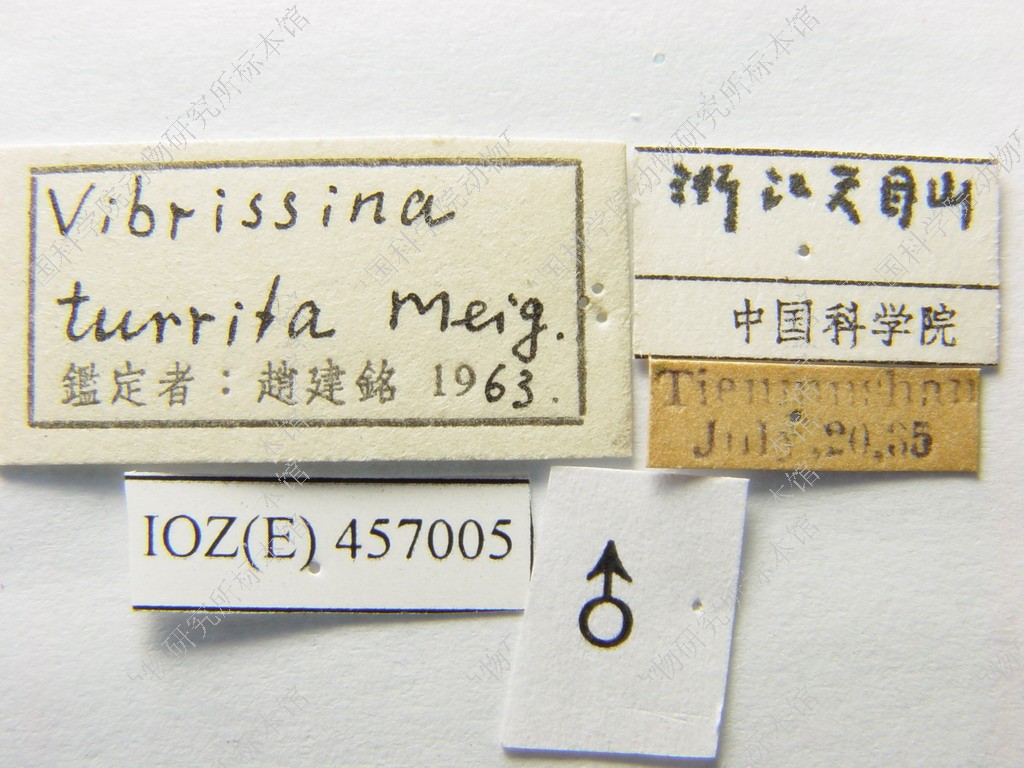 Vibrissina
turrita Meig.
鑑定者：趙建銘 1963.
浙江天目山
中国科学院
Tienmushan
July 20,
IOZ(E) 457005
♂